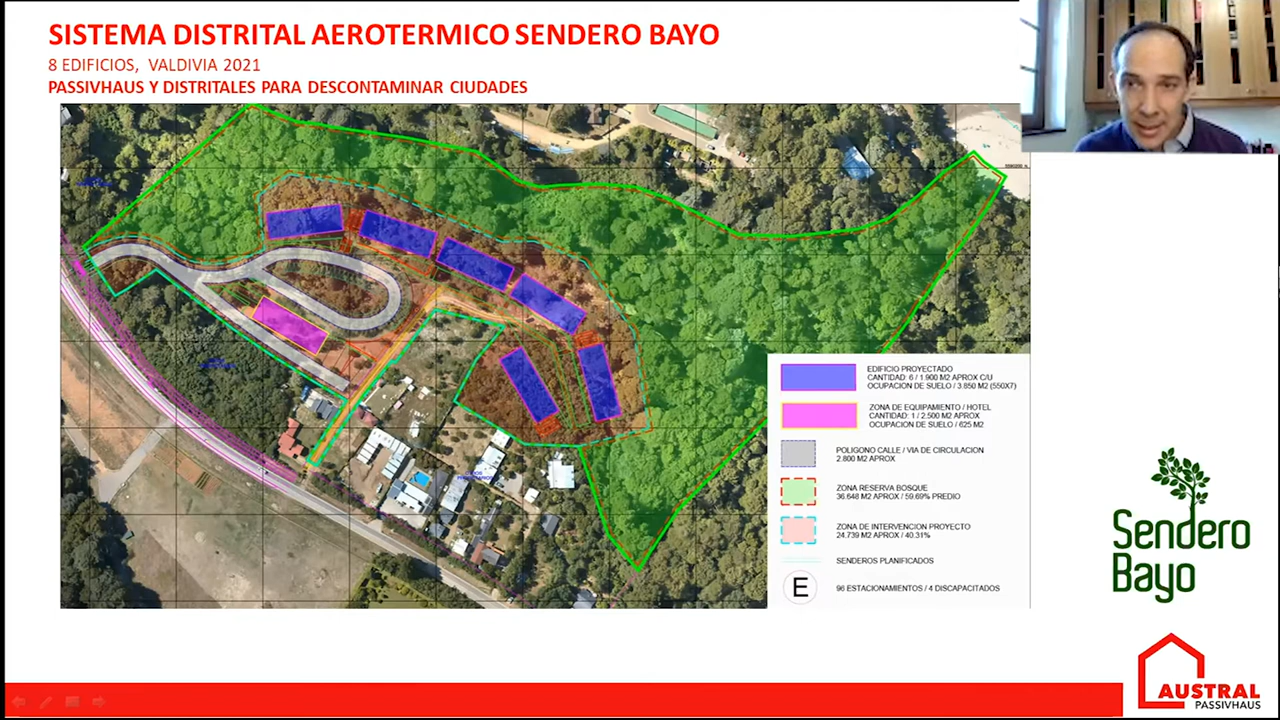 SISTEMA DISTRITAL AEROTERMICO SENDERO BAYO
8 EDIFICIOS, VALDIVIA 2021
PASSIVHAUS Y DISTRITALES PARA DESCONTAMINAR CIUDADES
EDIFICIO PROYECTADO
CANTIDAD: 6 / 1.900 M2 APROX C/U
OCUPACION DE SUELO / 3.850 M2 (550X7)
ZONA DE EQUIPAMIENTO / HOTEL
CANTIDAD: 1 / 2.500 M2 APROX
OCUPACION DE SUELO / 625 M2
POLIGONO CALLE / VIA DE CIRCULACION
2.800 M2 APROX
ZONA RESERVA BOSQUE
36.648 M2 APROX / 59.69% PREDIO
ZONA DE INTERVENCION PROYECTO
24.739 M2 APROX / 40.31%
SENDEROS PLANIFICADOS
E
96 ESTACIONAMIENTOS / 4 DISCAPACITADOS
Sendero
Bayo
AUSTRAL
PASSIVHAUS